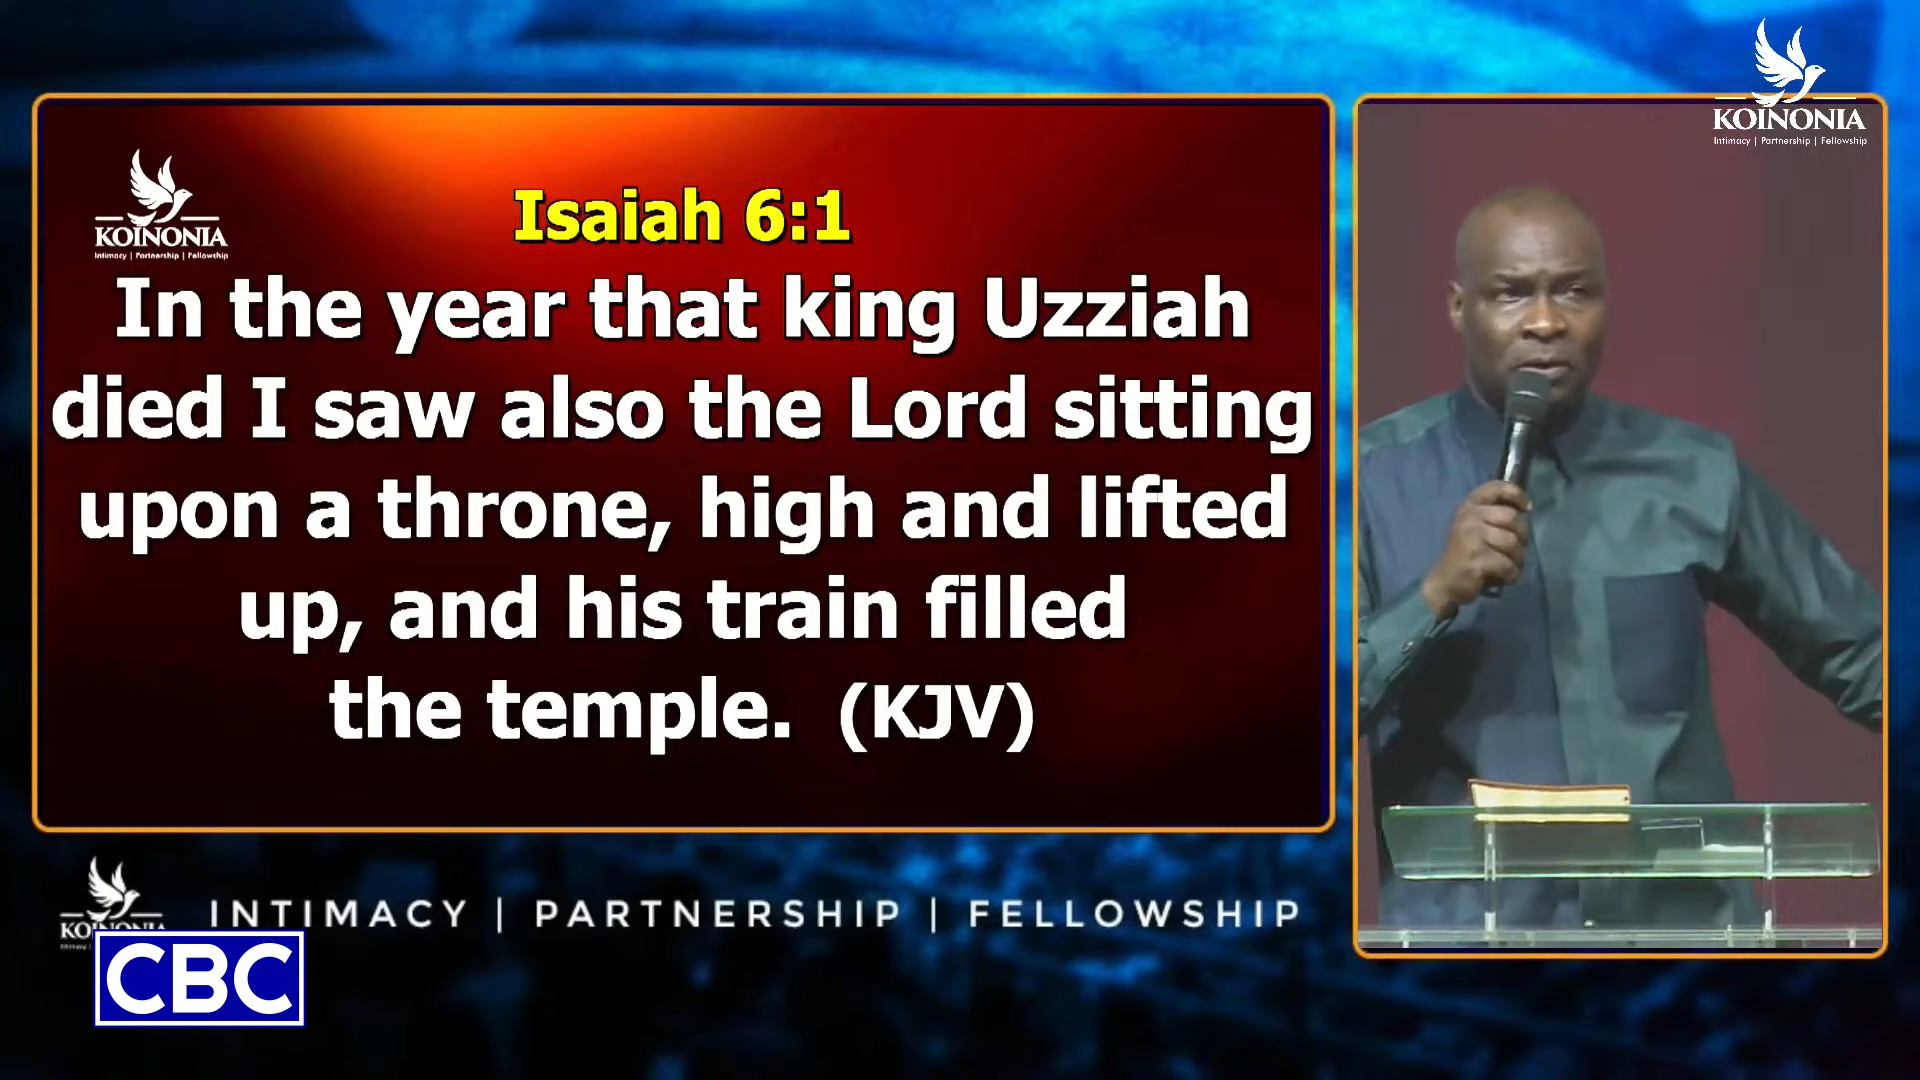 KOINONIA
Intimacy | Partnership | Fellowship
KOINONIA
Intimacy | Partnership | Fellowship
Isaiah 6:1
In the year that king Uzziah
died I saw also the Lord sitting
upon a throne, high and lifted
up, and his train filled
the temple. (KJV)
KOINONIA
INTIMACY | PARTNERSHIP | FELLOWSHIP
CBC